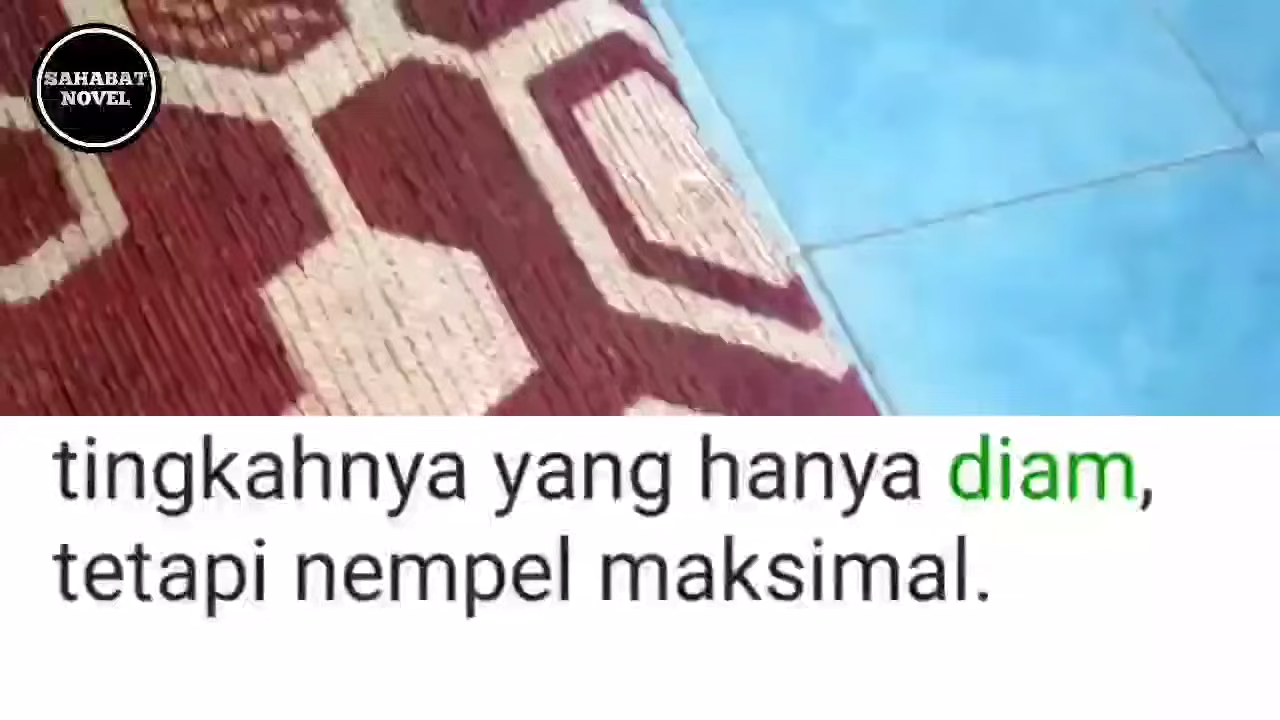 SAHABAT
NOVEL
tingkahnya yang hanya diam,
tetapi nempel maksimal.